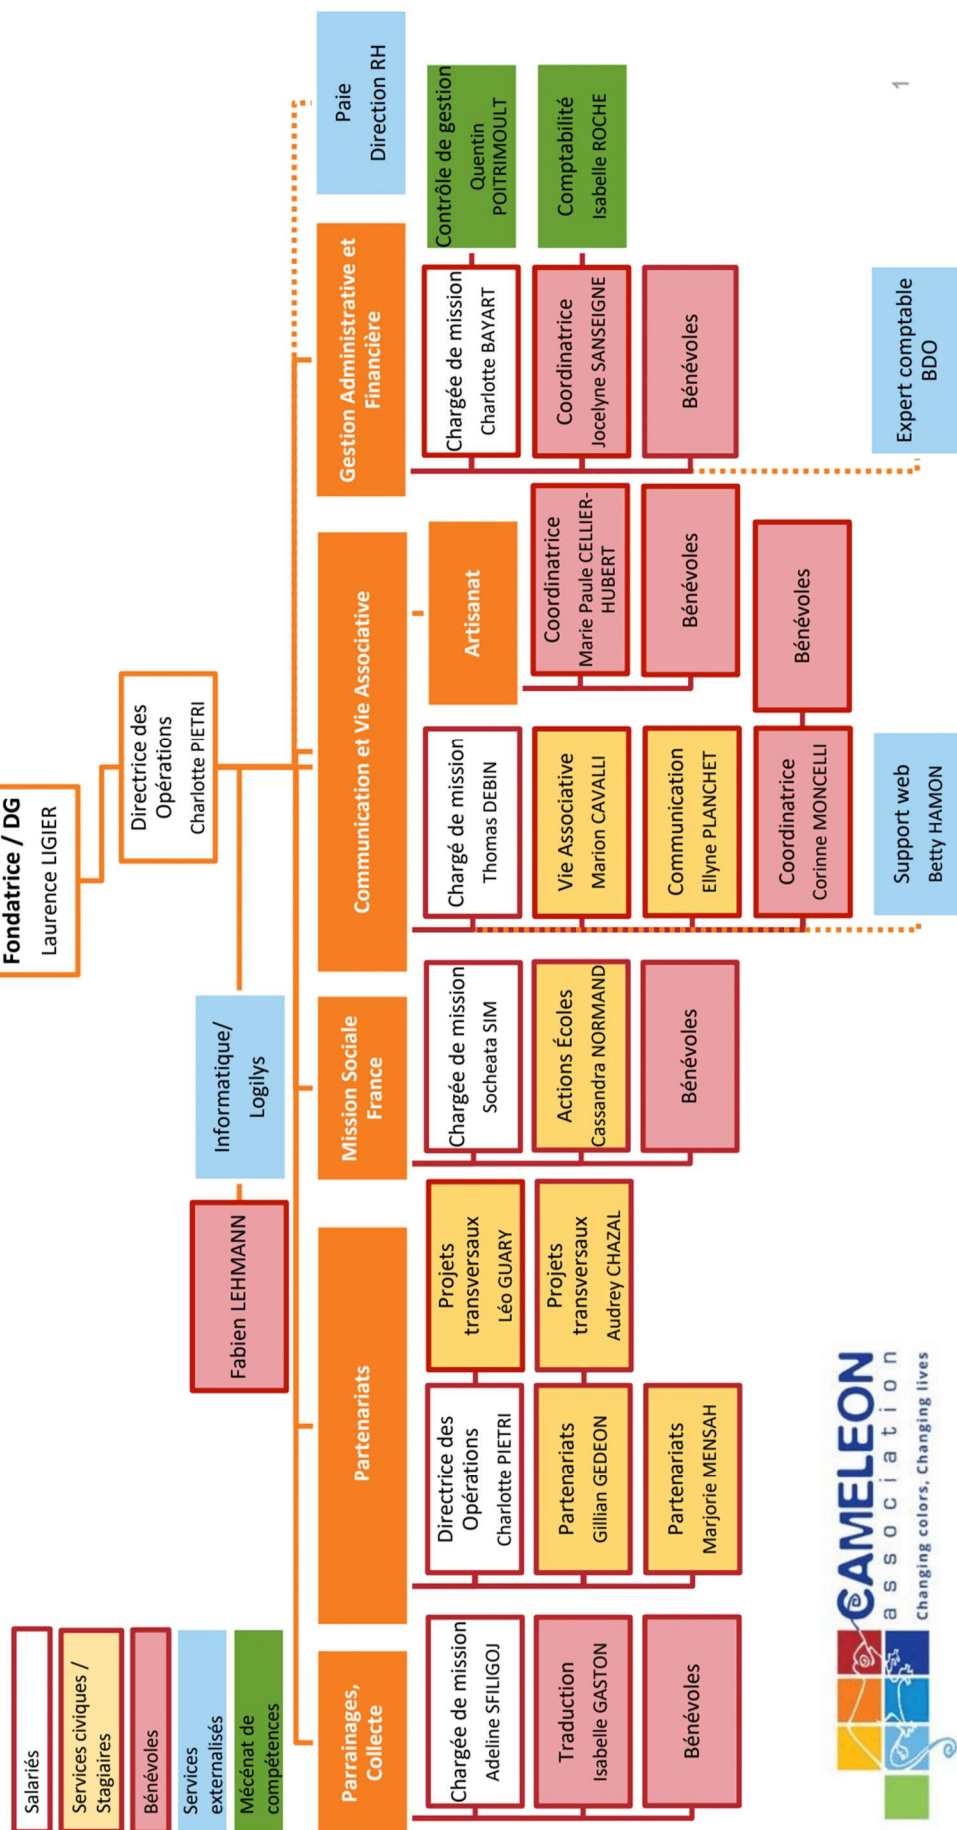 Fondatrice / DG
Laurence LIGIER
Directrice des
Opérations
Charlotte PIETRI
Salariés
Services civiques /
Stagiaires
Bénévoles
Services
externalisés
Mécénat de
compétences
Fabien LEHMANN
Informatique/
Logilys
Parrainages,
Collecte
Chargée de mission
Adeline SFILIGOJ
Traduction
Isabelle GASTON
Bénévoles
Partenariats
Directrice des
Opérations
Charlotte PIETRI
Projets
transversaux
Léo GUARY
Partenariats
Gillian GEDEON
Projets
transversaux
Audrey CHAZAL
Partenariats
Marjorie MENSAH
Mission Sociale
France
Chargée de mission
Socheata SIM
Actions Écoles
Cassandra NORMAND
Bénévoles
Communication et Vie Associative
Chargé de mission
Thomas DEBIN
Vie Associative
Marion CAVALLI
Communication
Ellyne PLANCHET
Coordinatrice
Corinne MONCELLI
Bénévoles
Support web
Betty HAMON
Artisanat
Coordinatrice
Marie Paule CELLIER-
HUBERT
Bénévoles
Gestion Administrative et
Financière
Chargée de mission
Charlotte BAYART
Contrôle de gestion
Quentin
POITRIMOULT
Coordinatrice
Jocelyne SANSEIGNE
Comptabilité
Isabelle ROCHE
Bénévoles
Expert comptable
BDO
Paie
Direction RH
CAMELEON
association
Changing colors, Changing lives
1